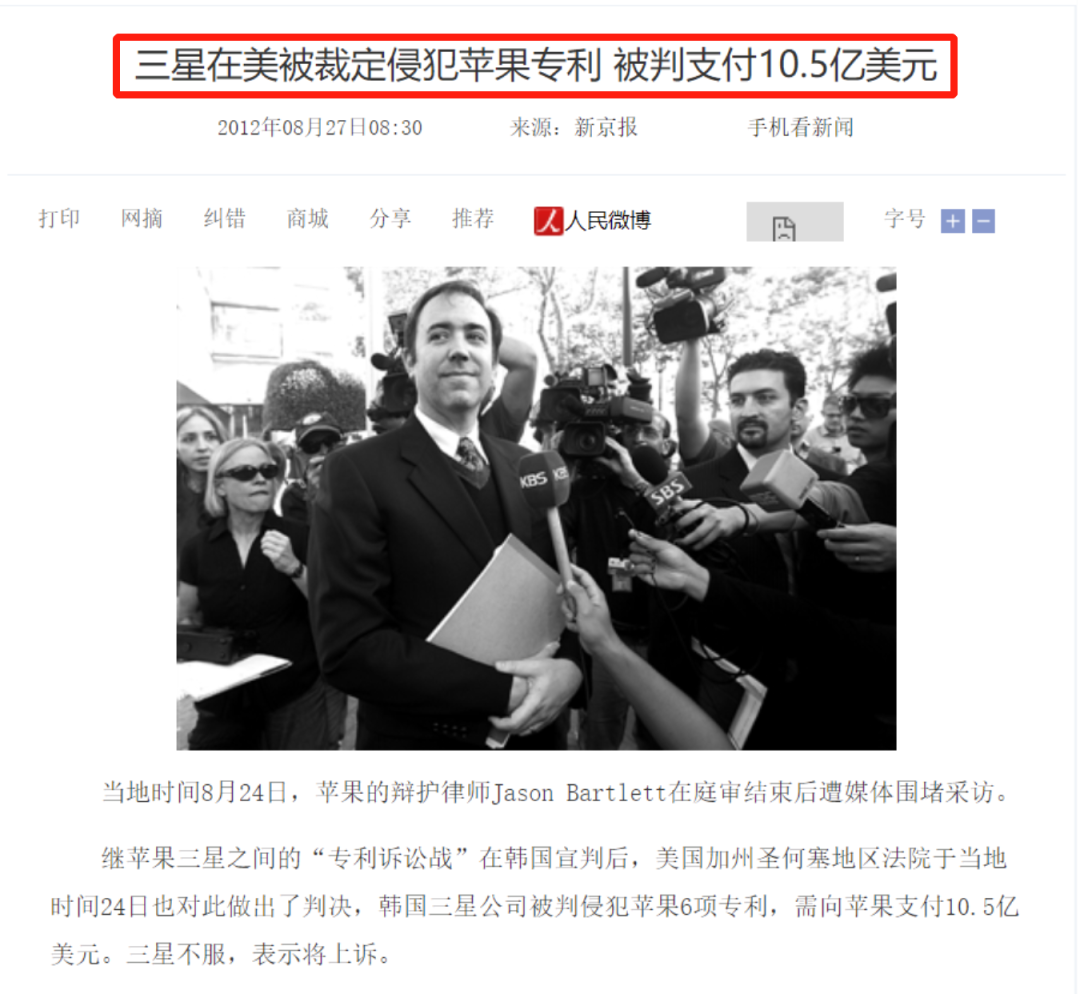 三星在美被裁定侵犯苹果专利 被判支付10.5亿美元
2012年08月27日08:30 来源：新京报 手机看新闻
打印 网摘 纠错 商城 分享 推荐 人 人民微博 字号 + −
KBS KBS
SBS
当地时间8月24日，苹果的辩护律师Jason Bartlett在庭审结束后遭媒体围堵采访。
继苹果三星之间的“专利诉讼战”在韩国宣判后，美国加州圣何塞地区法院于当地
时间24日也对此做出了判决，韩国三星公司被判侵犯苹果6项专利，需向苹果支付10.5亿
美元。三星不服，表示将上诉。